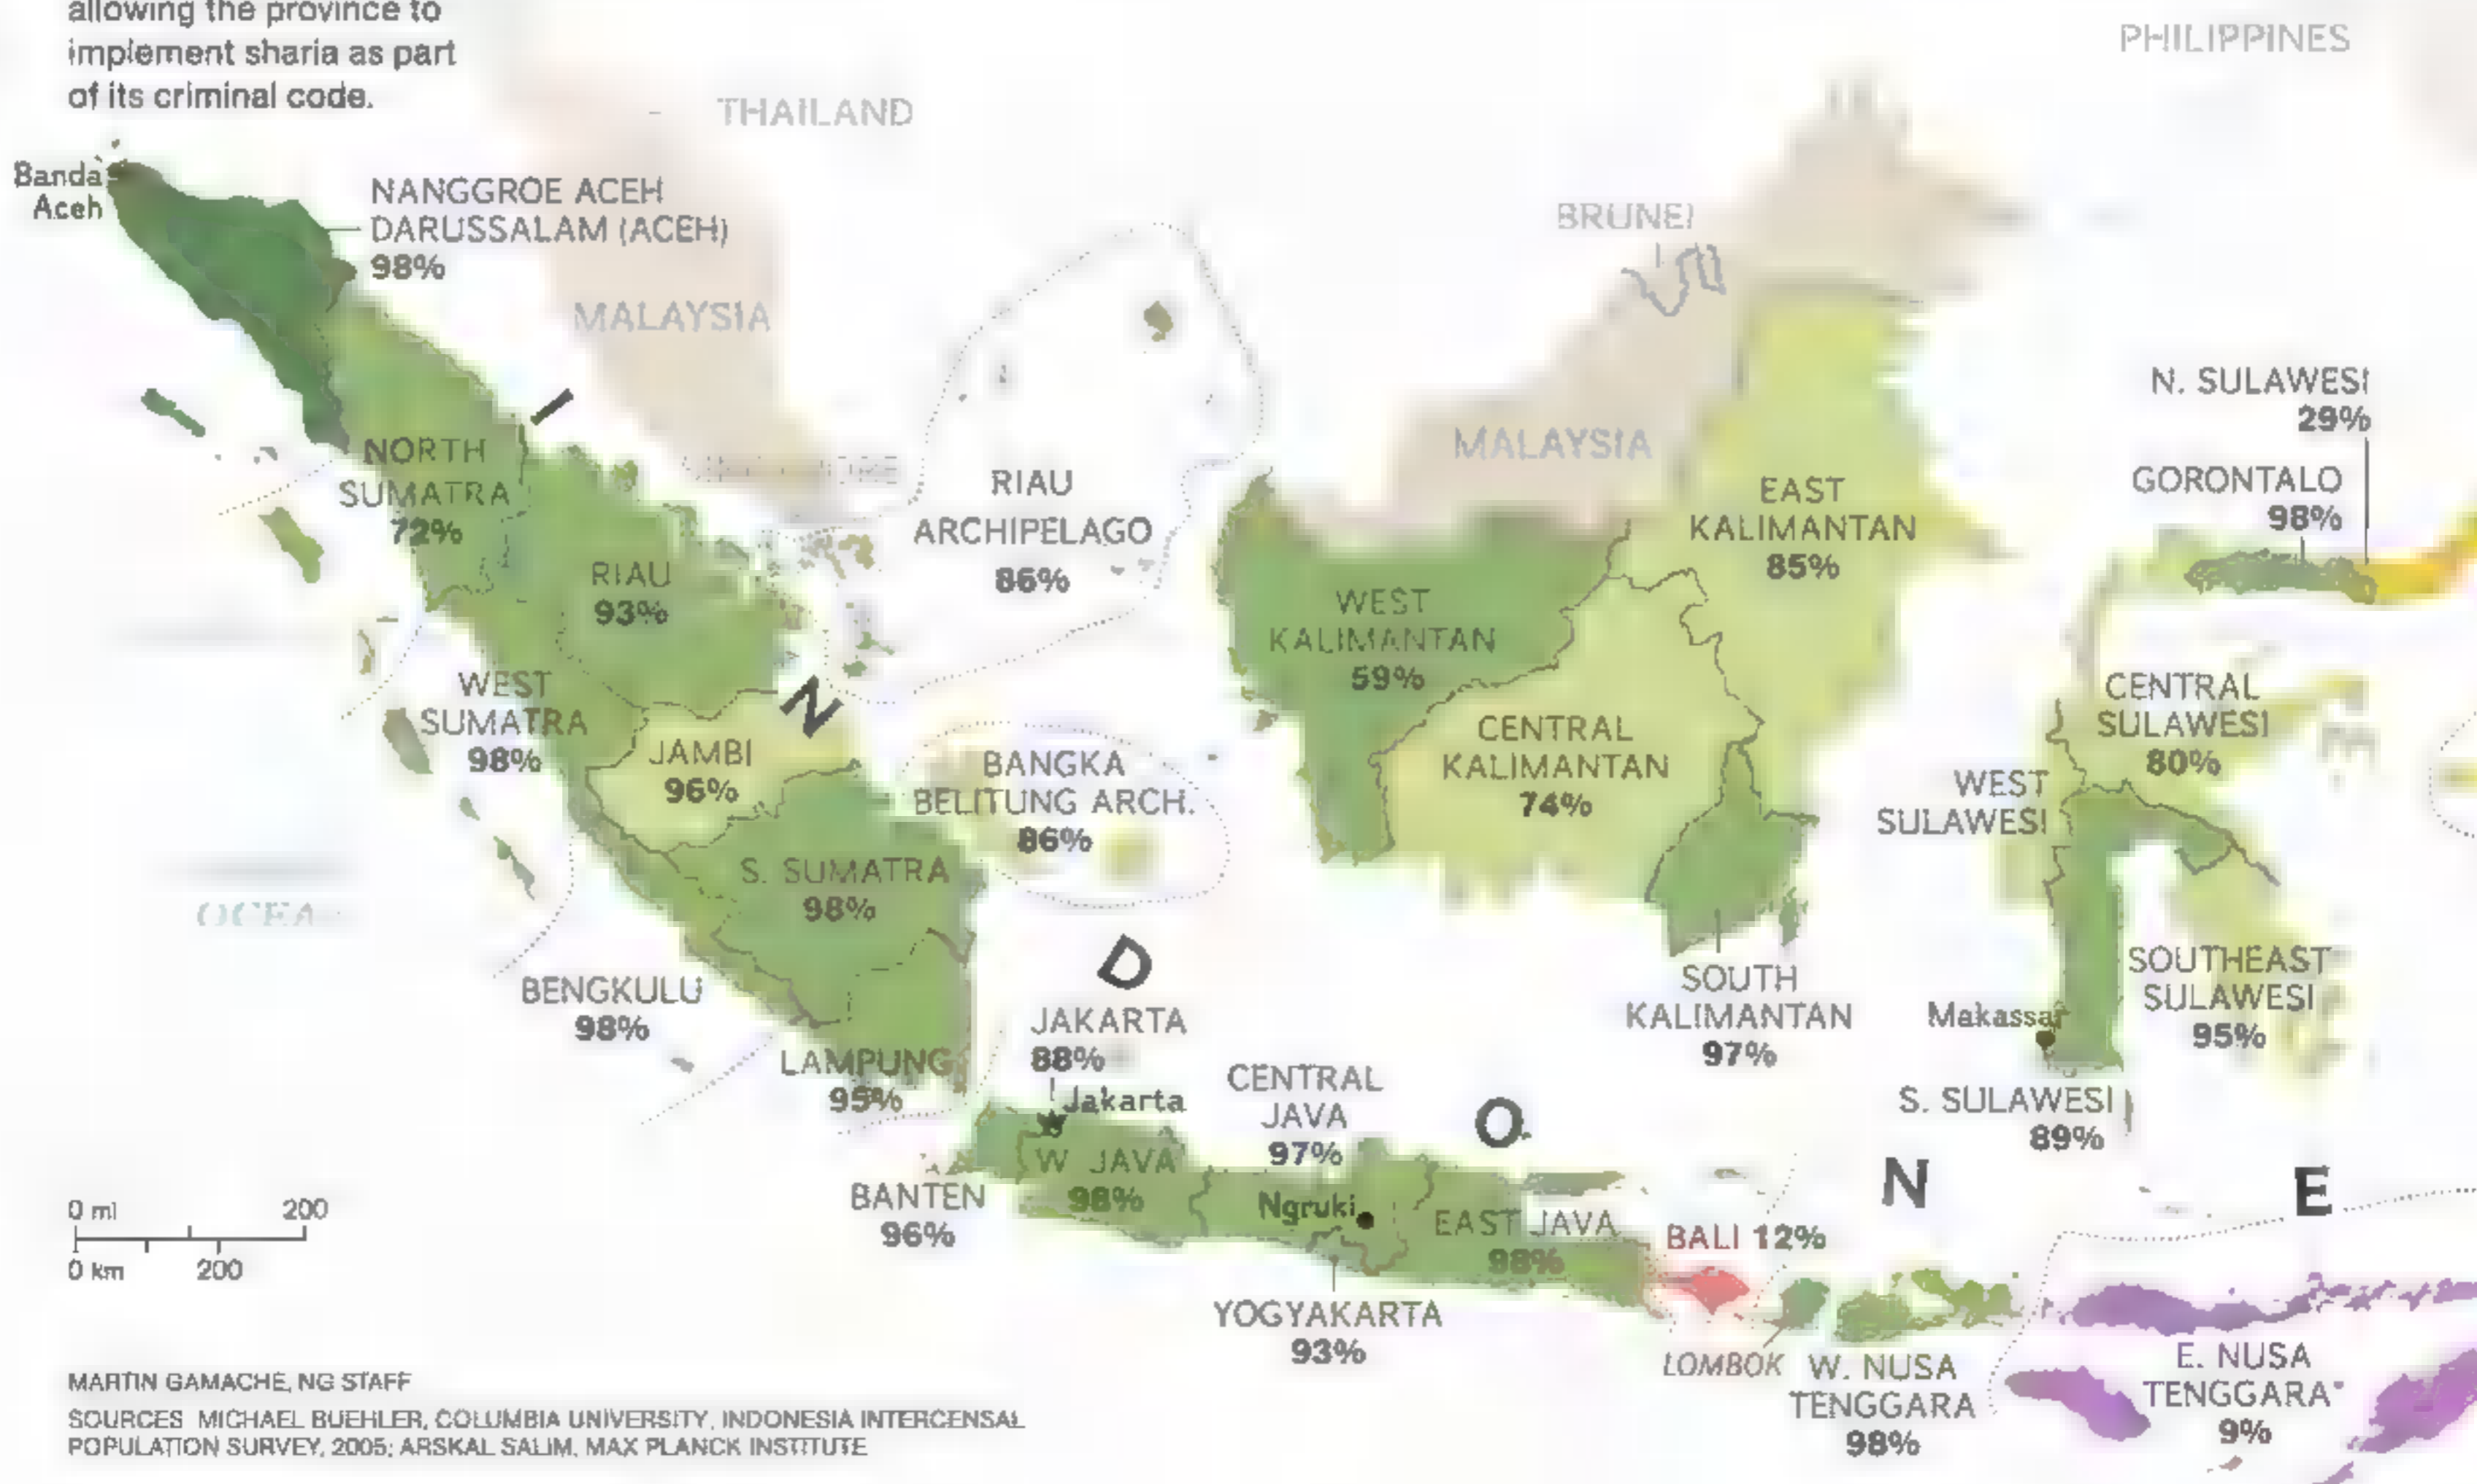 allowing the province to
implement sharia as part
of its criminal code.
PHILIPPINES
THAILAND
Banda
Aceh
NANGGROE ACEH
DARUSSALAM (ACEH)
98%
BRUNEI
MALAYSIA
I
N. SULAWESI
29%
MALAYSIA
NORTH
SUMATRA
72%
RIAU
ARCHIPELAGO
86%
EAST
KALIMANTAN
85%
GORONTALO
98%
RIAU
93%
WEST
KALIMANTAN
59%
WEST
SUMATRA
98%
N
JAMBI
96%
BANGKA
BELITUNG ARCH.
86%
CENTRAL
KALIMANTAN
74%
CENTRAL
SULAWESI
80%
WEST
SULAWESI
S. SUMATRA
98%
OCEA
D
BENGKULU
98%
JAKARTA
88%
SOUTH
KALIMANTAN
97%
SOUTHEAST
SULAWESI
95%
Makassar
LAMPUNG
95%
Jakarta
CENTRAL
JAVA
97%
O
S. SULAWESI
89%
W. JAVA
98%
BANTEN
96%
N
E
Ngruki
EAST JAVA
98%
BALI 12%
0 mi 200
0 km 200
YOGYAKARTA
93%
LOMBOK
W. NUSA
TENGGARA
98%
E. NUSA
TENGGARA
9%
MARTIN GAMACHE, NG STAFF
SOURCES MICHAEL BUEHLER, COLUMBIA UNIVERSITY, INDONESIA INTERCENSAL
POPULATION SURVEY, 2005; ARSKAL SALIM, MAX PLANCK INSTITUTE